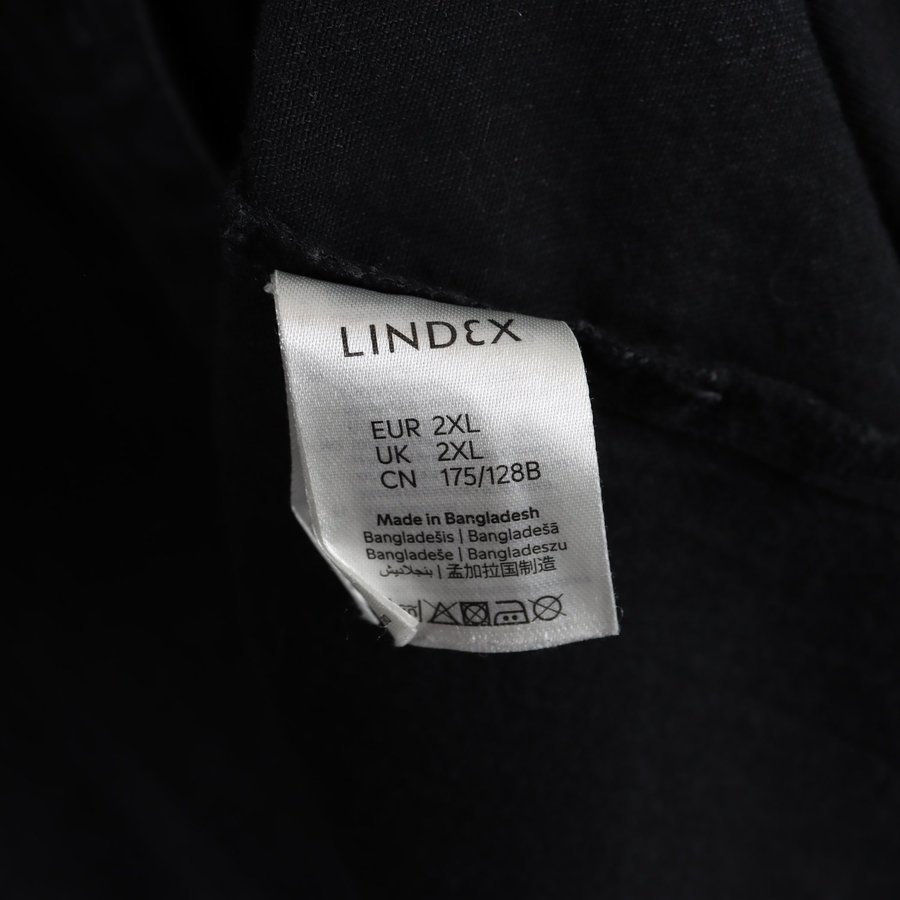 LINDEX
EUR 2XL
UK 2XL
CN 175/128B
Made in Bangladesh
Bangladešis | Bangladešā
Bangladeše | Bangladeszu
بنجلاديش | 孟加拉国制造